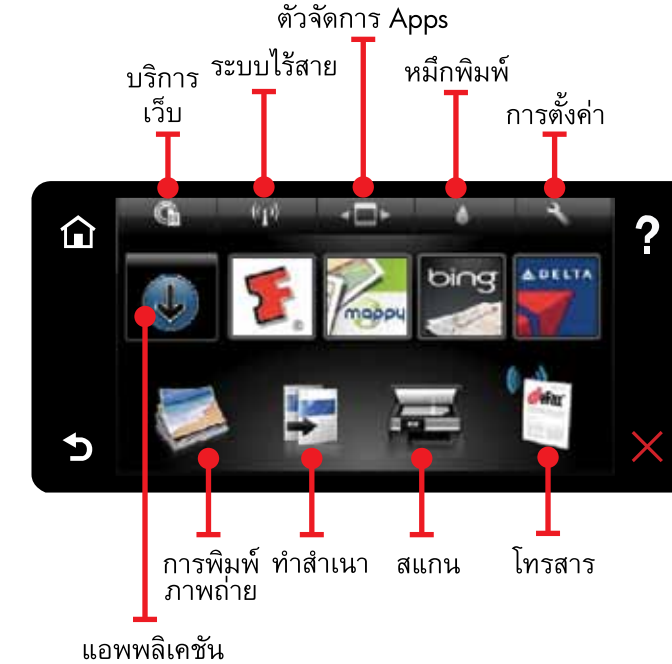 ตัวจัดการ Apps
บริการ
เว็บ
ระบบไร้สาย
หมึกพิมพ์
การตั้งค่า
?
mappy
bing
DELTA
eFax
การพิมพ์
ภาพถ่าย
ทำสำเนา
สแกน
โทรสาร
แอพพลิเคชัน